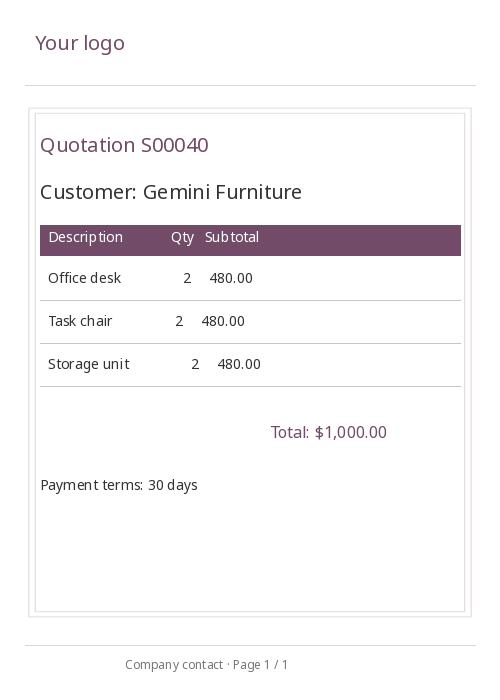 Your logo
Quotation S00040
Customer: Gemini Furniture
Description Qty Subtotal
Office desk 2 480.00
Task chair 2 480.00
Storage unit 2 480.00
Total: $1,000.00
Payment terms: 30 days
Company contact · Page 1 / 1